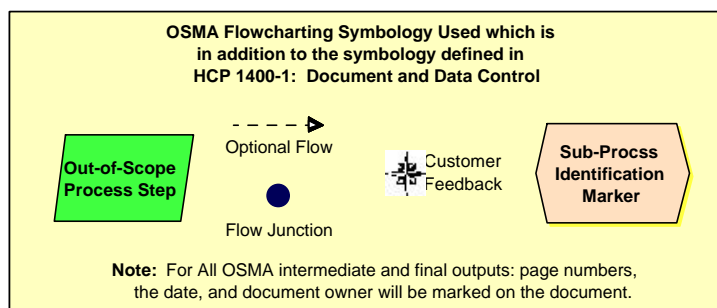 OSMA Flowcharting Symbology Used which is
in addition to the symbology defined in
HCP 1400-1: Document and Data Control
Out-of-Scope
Process Step
Optional Flow
Flow Junction
Customer
Feedback
Sub-Procss
Identification
Marker
Note: For All OSMA intermediate and final outputs: page numbers,
the date, and document owner will be marked on the document.